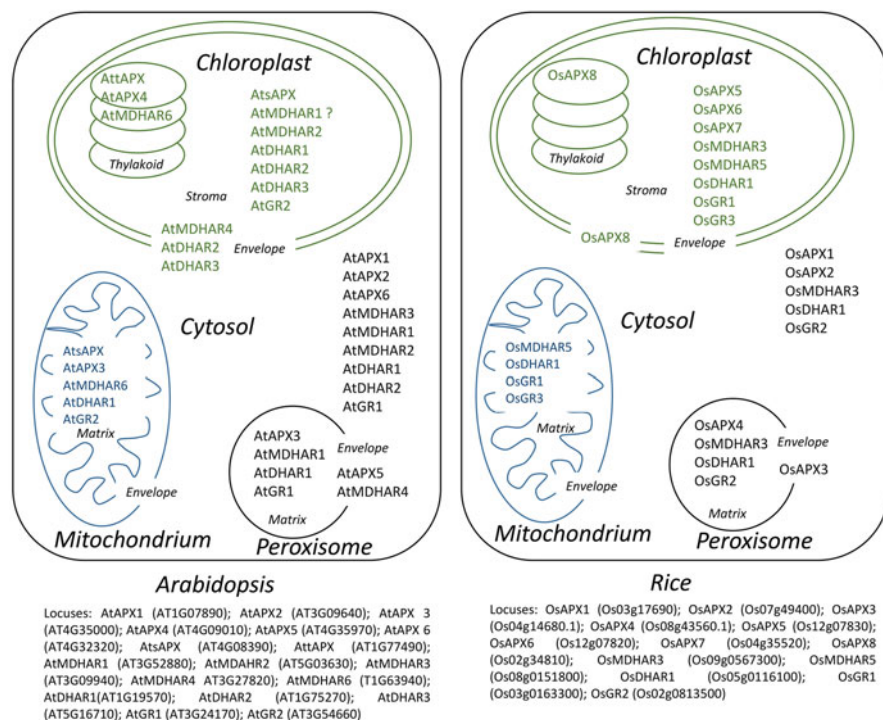 Chloroplast
AttAPX
AtAPX4
AtMDHAR6
Thylakoid
AtsAPX
AtMDHAR1 ?
AtMDHAR2
AtDHAR1
AtDHAR2
AtDHAR3
AtGR2
Stroma
AtMDHAR4
AtDHAR2
AtDHAR3
Envelope
AtAPX1
AtAPX2
AtAPX6
AtMDHAR3
AtMDHAR1
AtMDHAR2
AtDHAR1
AtDHAR2
AtGR1
Cytosol
AtsAPX
AtAPX3
AtMDHAR6
AtDHAR1
AtGR2
Matrix
Envelope
Mitochondrium
AtAPX3
AtMDHAR1
AtDHAR1
AtGR1
Envelope
AtAPX5
AtMDHAR4
Matrix
Peroxisome
Arabidopsis
Locuses: AtAPX1 (AT1G07890); AtAPX2 (AT3G09640); AtAPX 3
(AT4G35000); AtAPX4 (AT4G09010); AtAPX5 (AT4G35970); AtAPX 6
(AT4G32320); AtsAPX (AT4G08390); AttAPX (AT1G77490);
AtMDHAR1 (AT3G52880); AtMDAHR2 (AT5G03630); AtMDHAR3
(AT3G09940); AtMDHAR4 AT3G27820); AtMDHAR6 (T1G63940);
AtDHAR1(AT1G19570); AtDHAR2 (AT1G75270); AtDHAR3
(AT5G16710); AtGR1 (AT3G24170); AtGR2 (AT3G54660)
Chloroplast
OsAPX8
Thylakoid
OsAPX5
OsAPX6
OsAPX7
OsMDHAR3
OsMDHAR5
OsDHAR1
OsGR1
OsGR3
Stroma
OsAPX8
Envelope
OsAPX1
OsAPX2
OsMDHAR3
OsDHAR1
OsGR2
Cytosol
OsMDHAR5
OsDHAR1
OsGR1
OsGR3
Matrix
Envelope
Mitochondrium
OsAPX4
OsMDHAR3
OsDHAR1
OsGR2
Envelope
OsAPX3
Matrix
Peroxisome
Rice
Locuses: OsAPX1 (Os03g17690); OsAPX2 (Os07g49400); OsAPX3
(Os04g14680.1); OsAPX4 (Os08g43560.1); OsAPX5 (Os12g07830);
OsAPX6 (Os12g07820); OsAPX7 (Os04g35520); OsAPX8
(Os02g34810); OsMDHAR3 (Os09g0567300); OsMDHAR5
(Os08g0151800); OsDHAR1 (Os05g0116100); OsGR1
(Os03g0163300); OsGR2 (Os02g0813500)